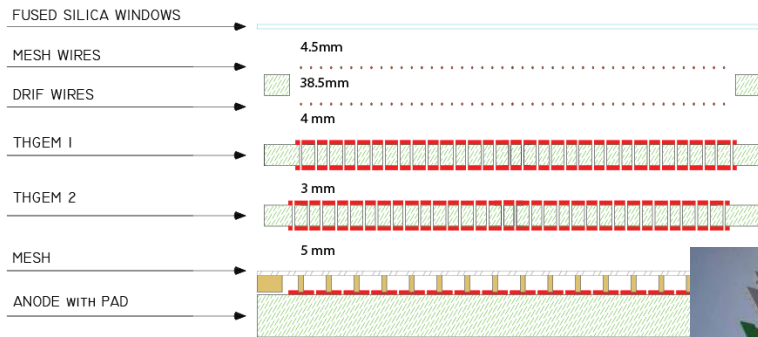 FUSED SILICA WINDOWS
4.5mm
MESH WIRES
38.5mm
DRIF WIRES
4 mm
THGEM 1
3 mm
THGEM 2
5 mm
MESH
ANODE WITH PAD